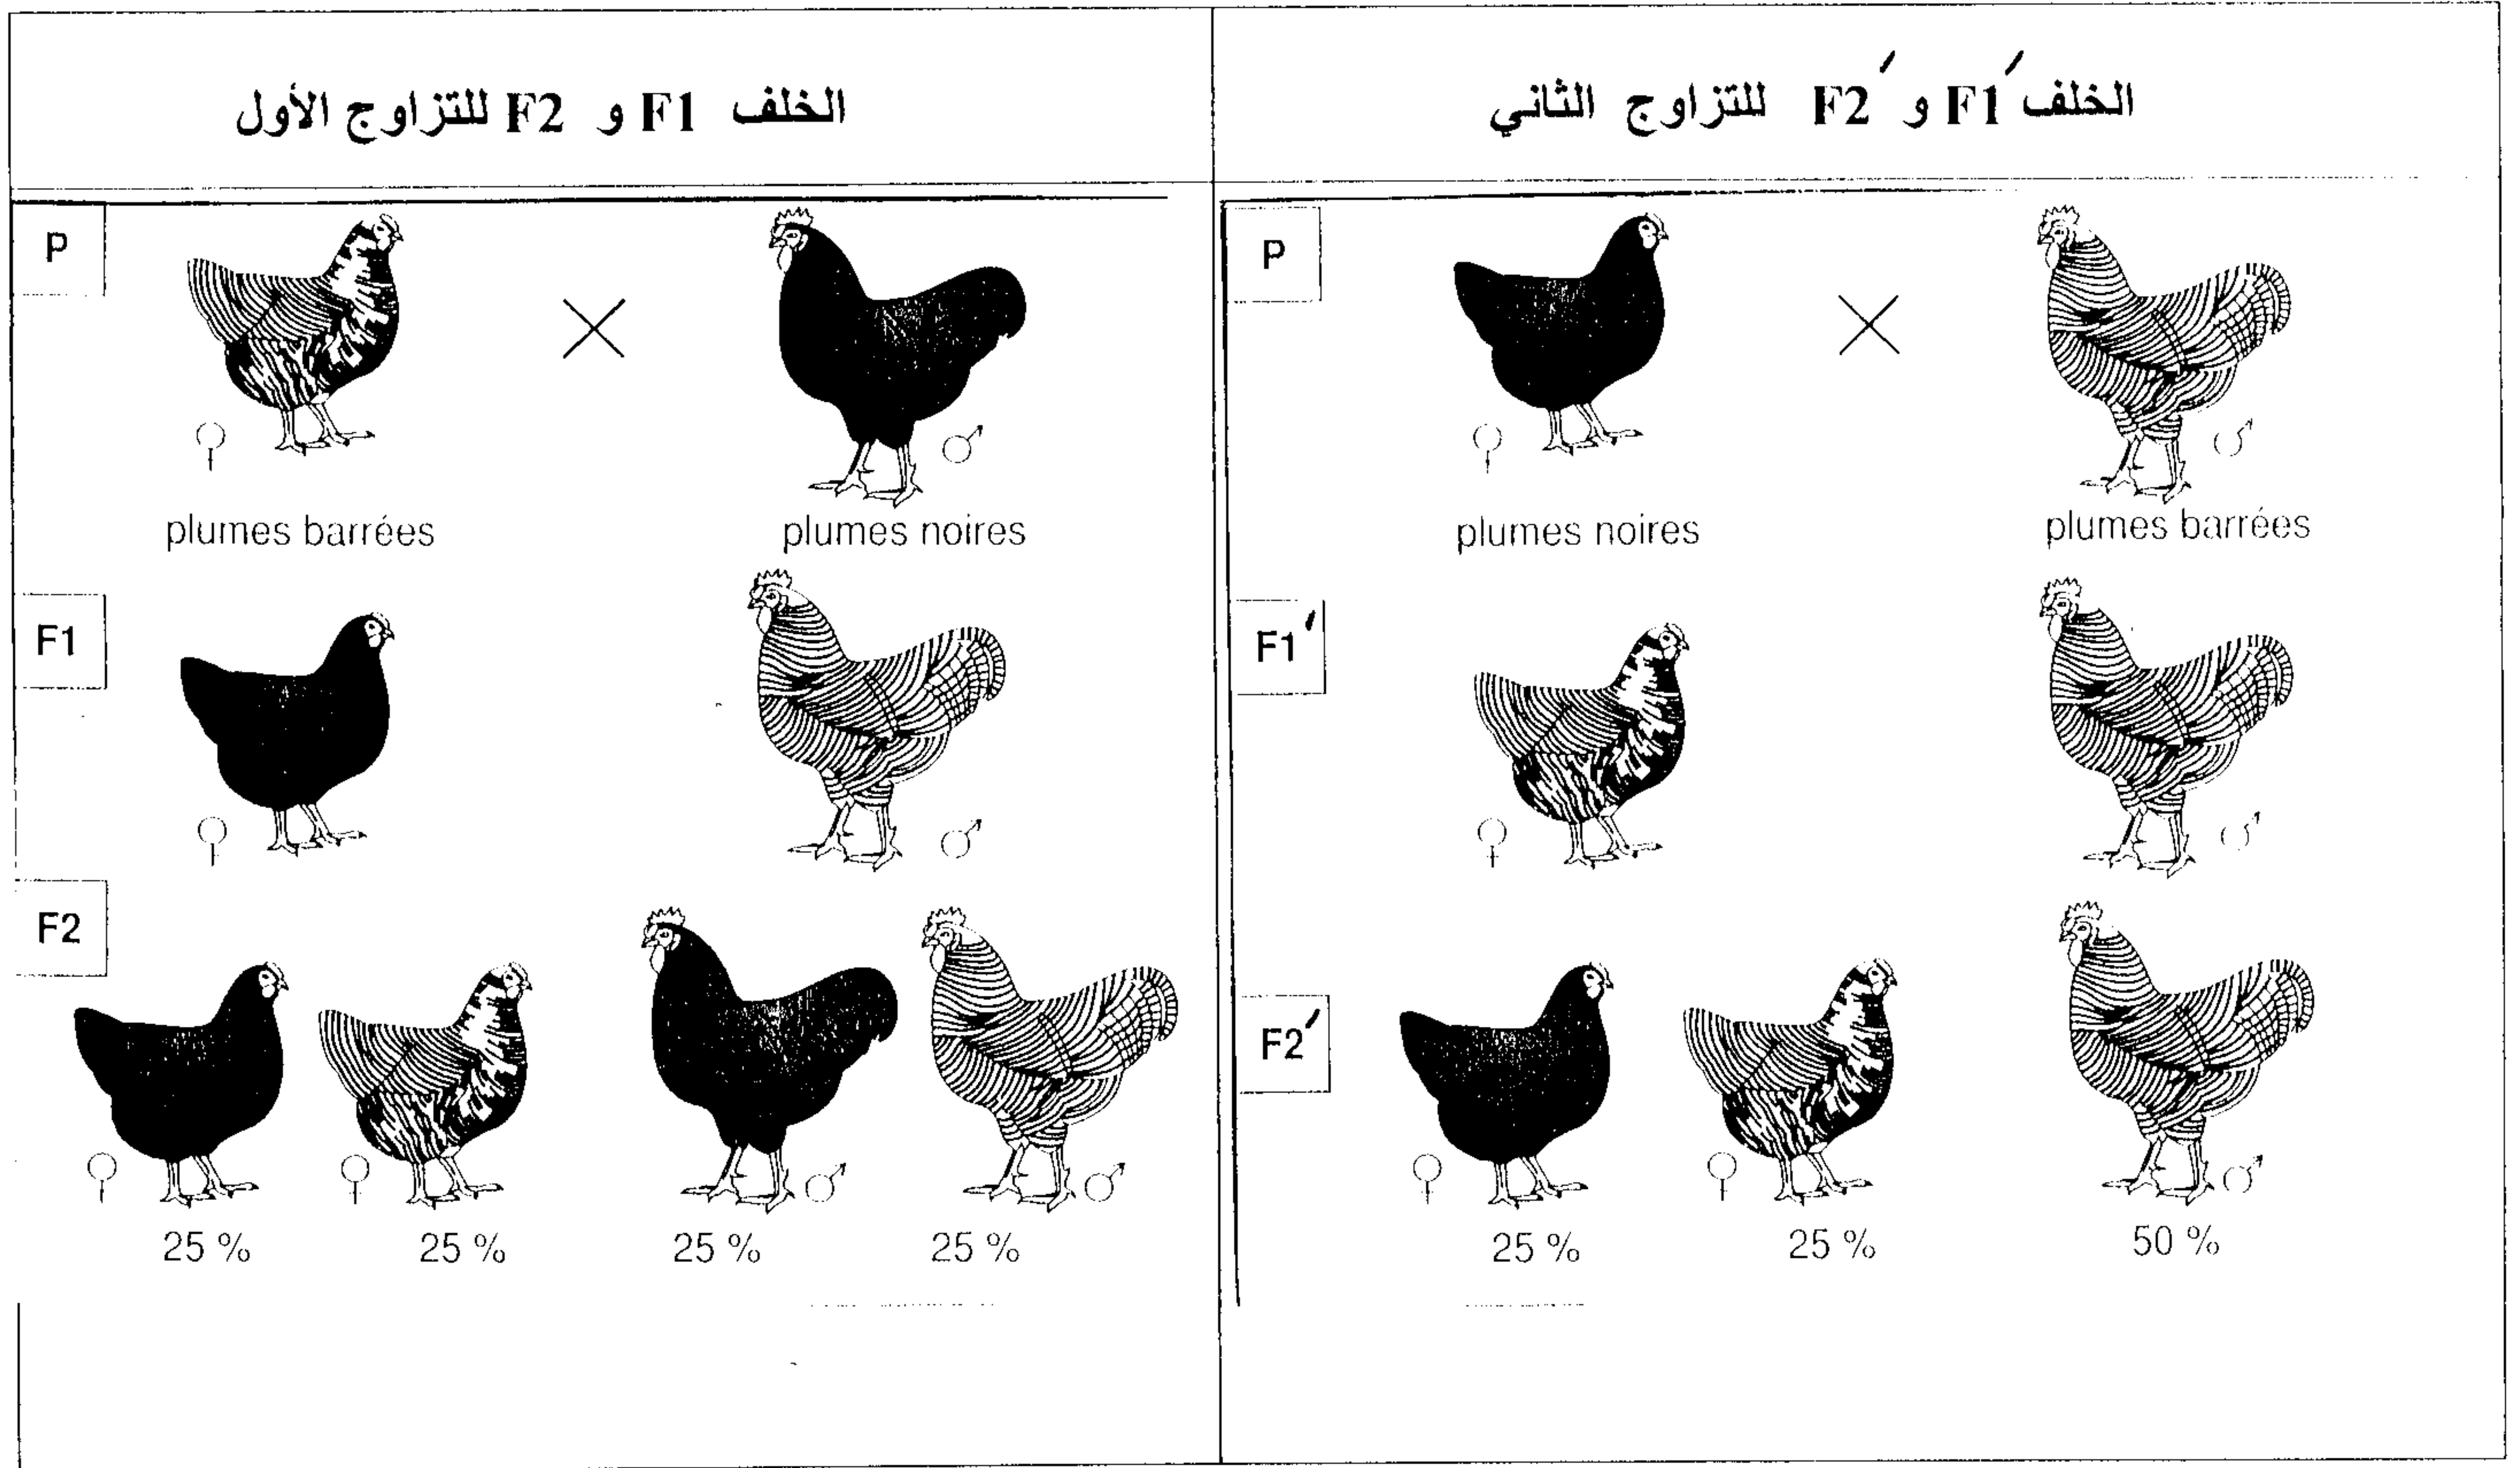 الخلف F1 و F2 للتزاوج الأول
P
♀
♂
plumes barrées
plumes noires
F1
♀
♂
F2
♀
♀
♂
♂
25 %
25 %
25 %
25 %
الخلف F1′ و F2′ للتزاوج الثاني
P
♀
♂
plumes noires
plumes barrées
F1′
♀
♂
F2′
♀
♀
♂
25 %
25 %
50 %